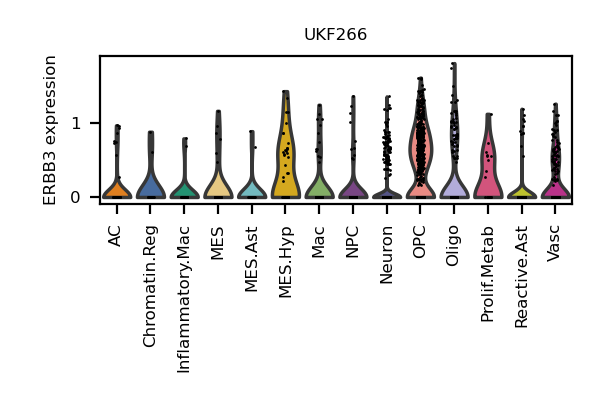 UKF266
ERBB3 expression
1
0
AC
Chromatin.Reg
Inflammatory.Mac
MES
MES.Ast
MES.Hyp
Mac
NPC
Neuron
OPC
Oligo
Prolif.Metab
Reactive.Ast
Vasc